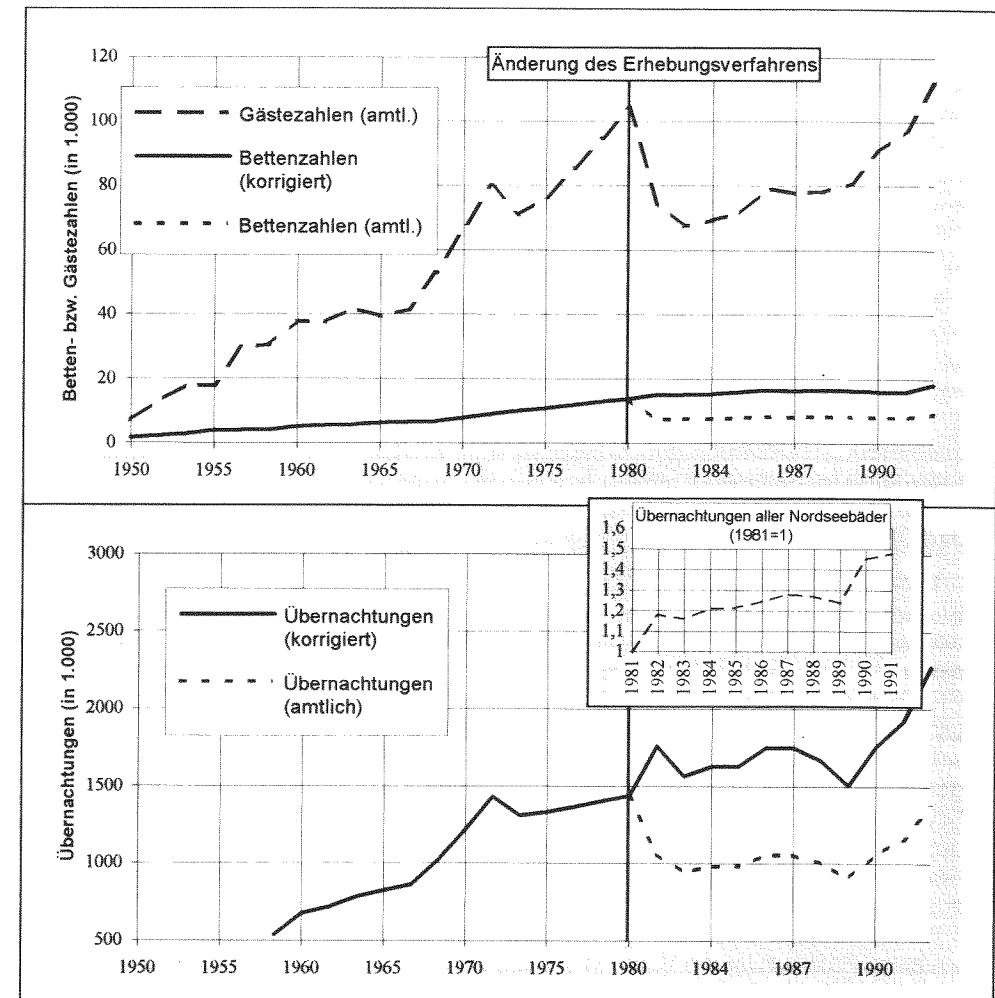 Änderung des Erhebungsverfahrens
Betten- bzw. Gästezahlen (in 1.000)
120
100
80
60
40
20
0
Gästezahlen (amtl.)
Bettenzahlen
(korrigiert)
Bettenzahlen (amtl.)
1950 1955 1960 1965 1970 1975 1980 1984 1987 1990
Übernachtungen aller Nordseebäder
(1981=1)
1,6
1,5
1,4
1,3
1,2
1,1
1
1981 1982 1983 1984 1985 1986 1987 1988 1989 1990 1991
Übernachtungen (in 1.000)
3000
2500
2000
1500
1000
500
Übernachtungen
(korrigiert)
Übernachtungen
(amtlich)
1950 1955 1960 1965 1970 1975 1980 1984 1987 1990